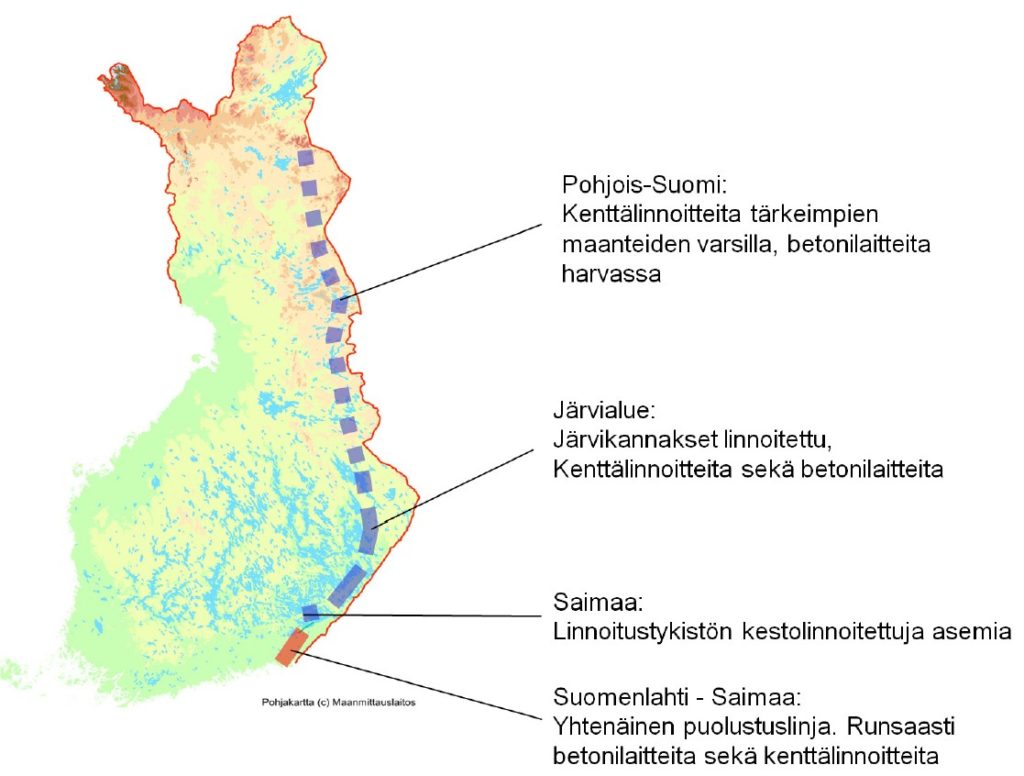 Pohjois-Suomi:
Kenttälinnoitteita tärkeimpien
maanteiden varsilla, betonilaitteita
harvassa
Järvialue:
Järvikannakset linnoitettu,
Kenttälinnoitteita sekä betonilaitteita
Saimaa:
Linnoitustykistön kestolinnoitettuja asemia
Suomenlahti - Saimaa:
Yhtenäinen puolustuslinja. Runsaasti
betonilaitteita sekä kenttälinnoitteita
Pohjakartta (c) Maanmittauslaitos